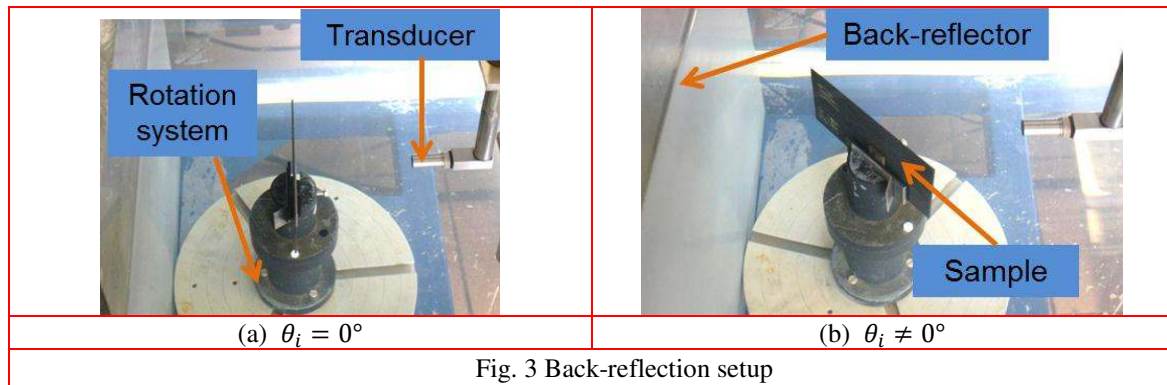 Transducer
Rotation
system
Back-reflector
Sample
(a) θᵢ = 0°
(b) θᵢ ≠ 0°
Fig. 3 Back-reflection setup